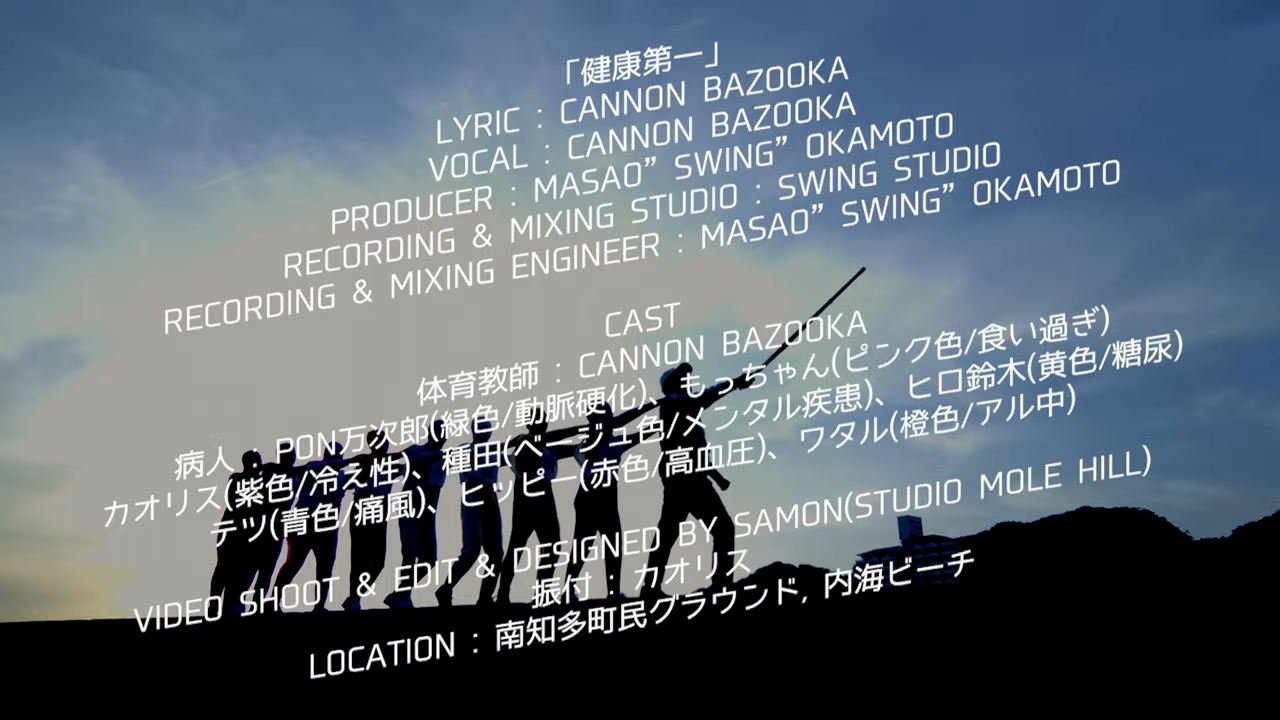 「健康第一」
LYRIC : CANNON BAZOOKA
VOCAL : CANNON BAZOOKA
PRODUCER : MASAO”SWING” OKAMOTO
RECORDING & MIXING STUDIO : SWING STUDIO
RECORDING & MIXING ENGINEER : MASAO”SWING” OKAMOTO
CAST
体育教師 : CANNON BAZOOKA
病人 : PON万次郎(緑色/動脈硬化)、もっちゃん(ピンク色/食い過ぎ)
カオリス(紫色/冷え性)、種田(ベージュ色/メンタル疾患)、ヒロ鈴木(黄色/糖尿)
テツ(青色/痛風)、ヒッピー(赤色/高血圧)、ワタル(橙色/アル中)
VIDEO SHOOT & EDIT & DESIGNED BY SAMON(STUDIO MOLE HILL)
振付 : カオリス
LOCATION : 南知多町民グラウンド, 内海ビーチ